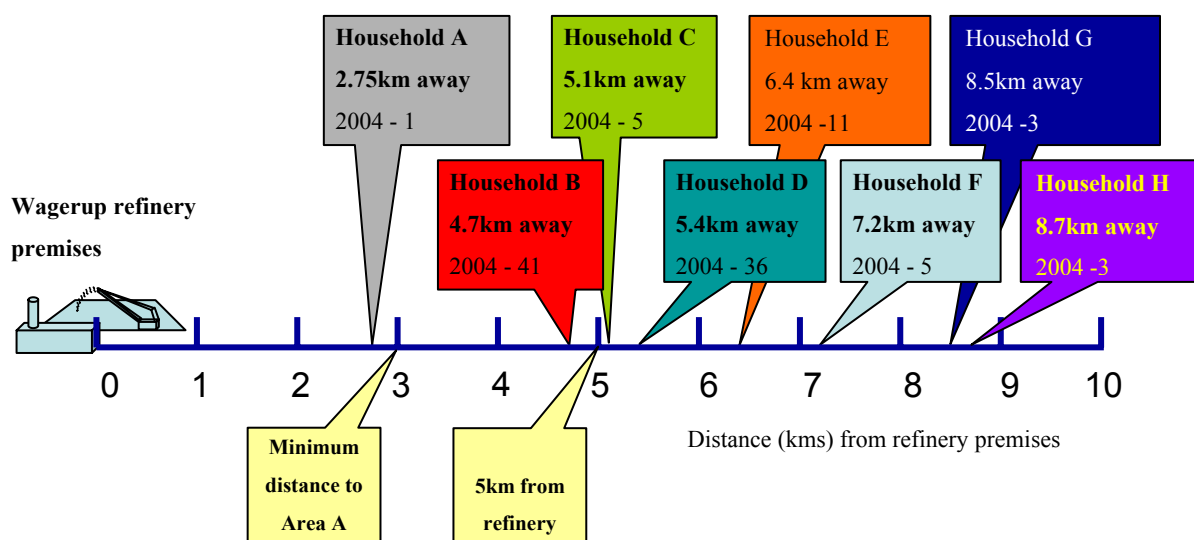 Household A
2.75km away
2004 - 1
Household C
5.1km away
2004 - 5
Household E
6.4 km away
2004 -11
Household G
8.5km away
2004 -3
Household B
4.7km away
2004 - 41
Household D
5.4km away
2004 - 36
Household F
7.2km away
2004 - 5
Household H
8.7km away
2004 -3
Wagerup refinery
premises
0 1 2 3 4 5 6 7 8 9 10
Distance (kms) from refinery premises
Minimum
distance to
Area A
5km from
refinery